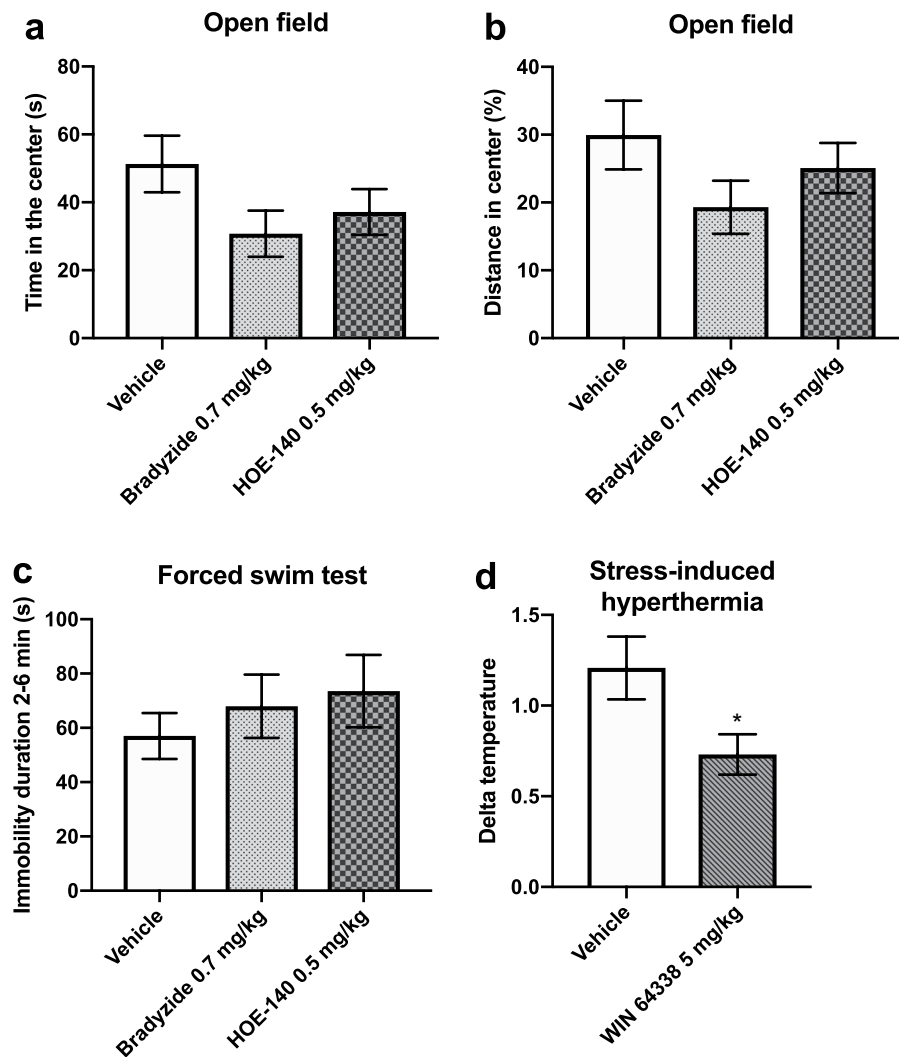 a
Open field
Time in the center (s)
80
60
40
20
0
Vehicle
Bradyzide 0.7 mg/kg
HOE-140 0.5 mg/kg
b
Open field
Distance in center (%)
40
30
20
10
0
Vehicle
Bradyzide 0.7 mg/kg
HOE-140 0.5 mg/kg
c
Forced swim test
Immobility duration 2-6 min (s)
100
80
60
40
20
0
Vehicle
Bradyzide 0.7 mg/kg
HOE-140 0.5 mg/kg
d
Stress-induced
hyperthermia
Delta temperature
1.5
1.0
0.5
0.0
*
Vehicle
WIN 64338 5 mg/kg